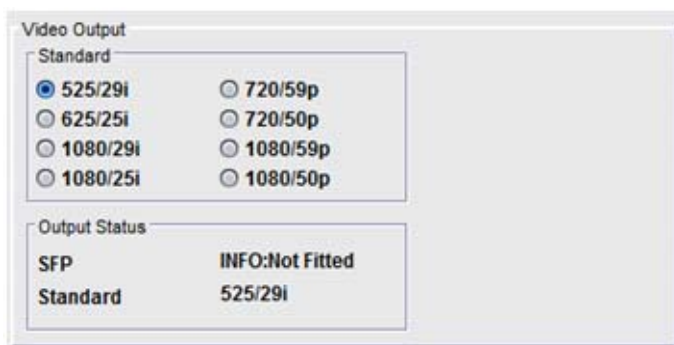 Video Output
Standard
525/29i 720/59p
625/25i 720/50p
1080/29i 1080/59p
1080/25i 1080/50p
Output Status
SFP INFO:Not Fitted
Standard 525/29i